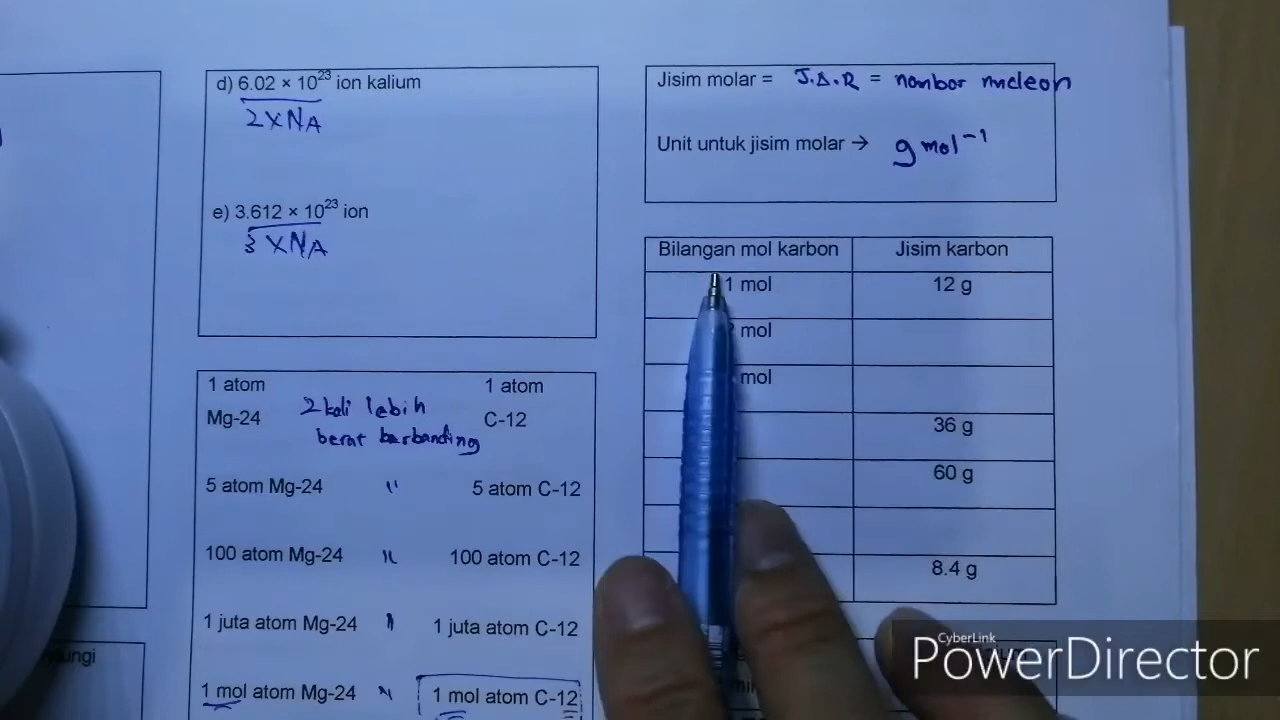 d) 6.02 × 10²³ ion kalium
2 × NA
e) 3.612 × 10²³ ion
3 × NA
1 atom 1 atom
Mg-24 2 kali lebih C-12
berat berbanding
5 atom Mg-24 " 5 atom C-12
100 atom Mg-24 " 100 atom C-12
1 juta atom Mg-24 " 1 juta atom C-12
1 mol atom Mg-24 " 1 mol atom C-12
Jisim molar = J.A.R = nombor nucleon
Unit untuk jisim molar → g mol⁻¹
Bilangan mol karbon Jisim karbon
1 mol 12 g
mol
mol
36 g
60 g
8.4 g
CyberLink
PowerDirector